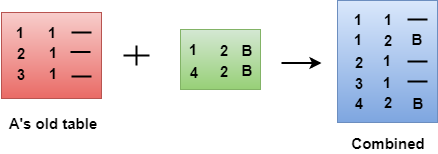 1 1 —
2 1 —
3 1 —
A's old table
+
1 2 B
4 2 B
1 1 —
1 2 B
2 1 —
3 1 —
4 2 B
Combined